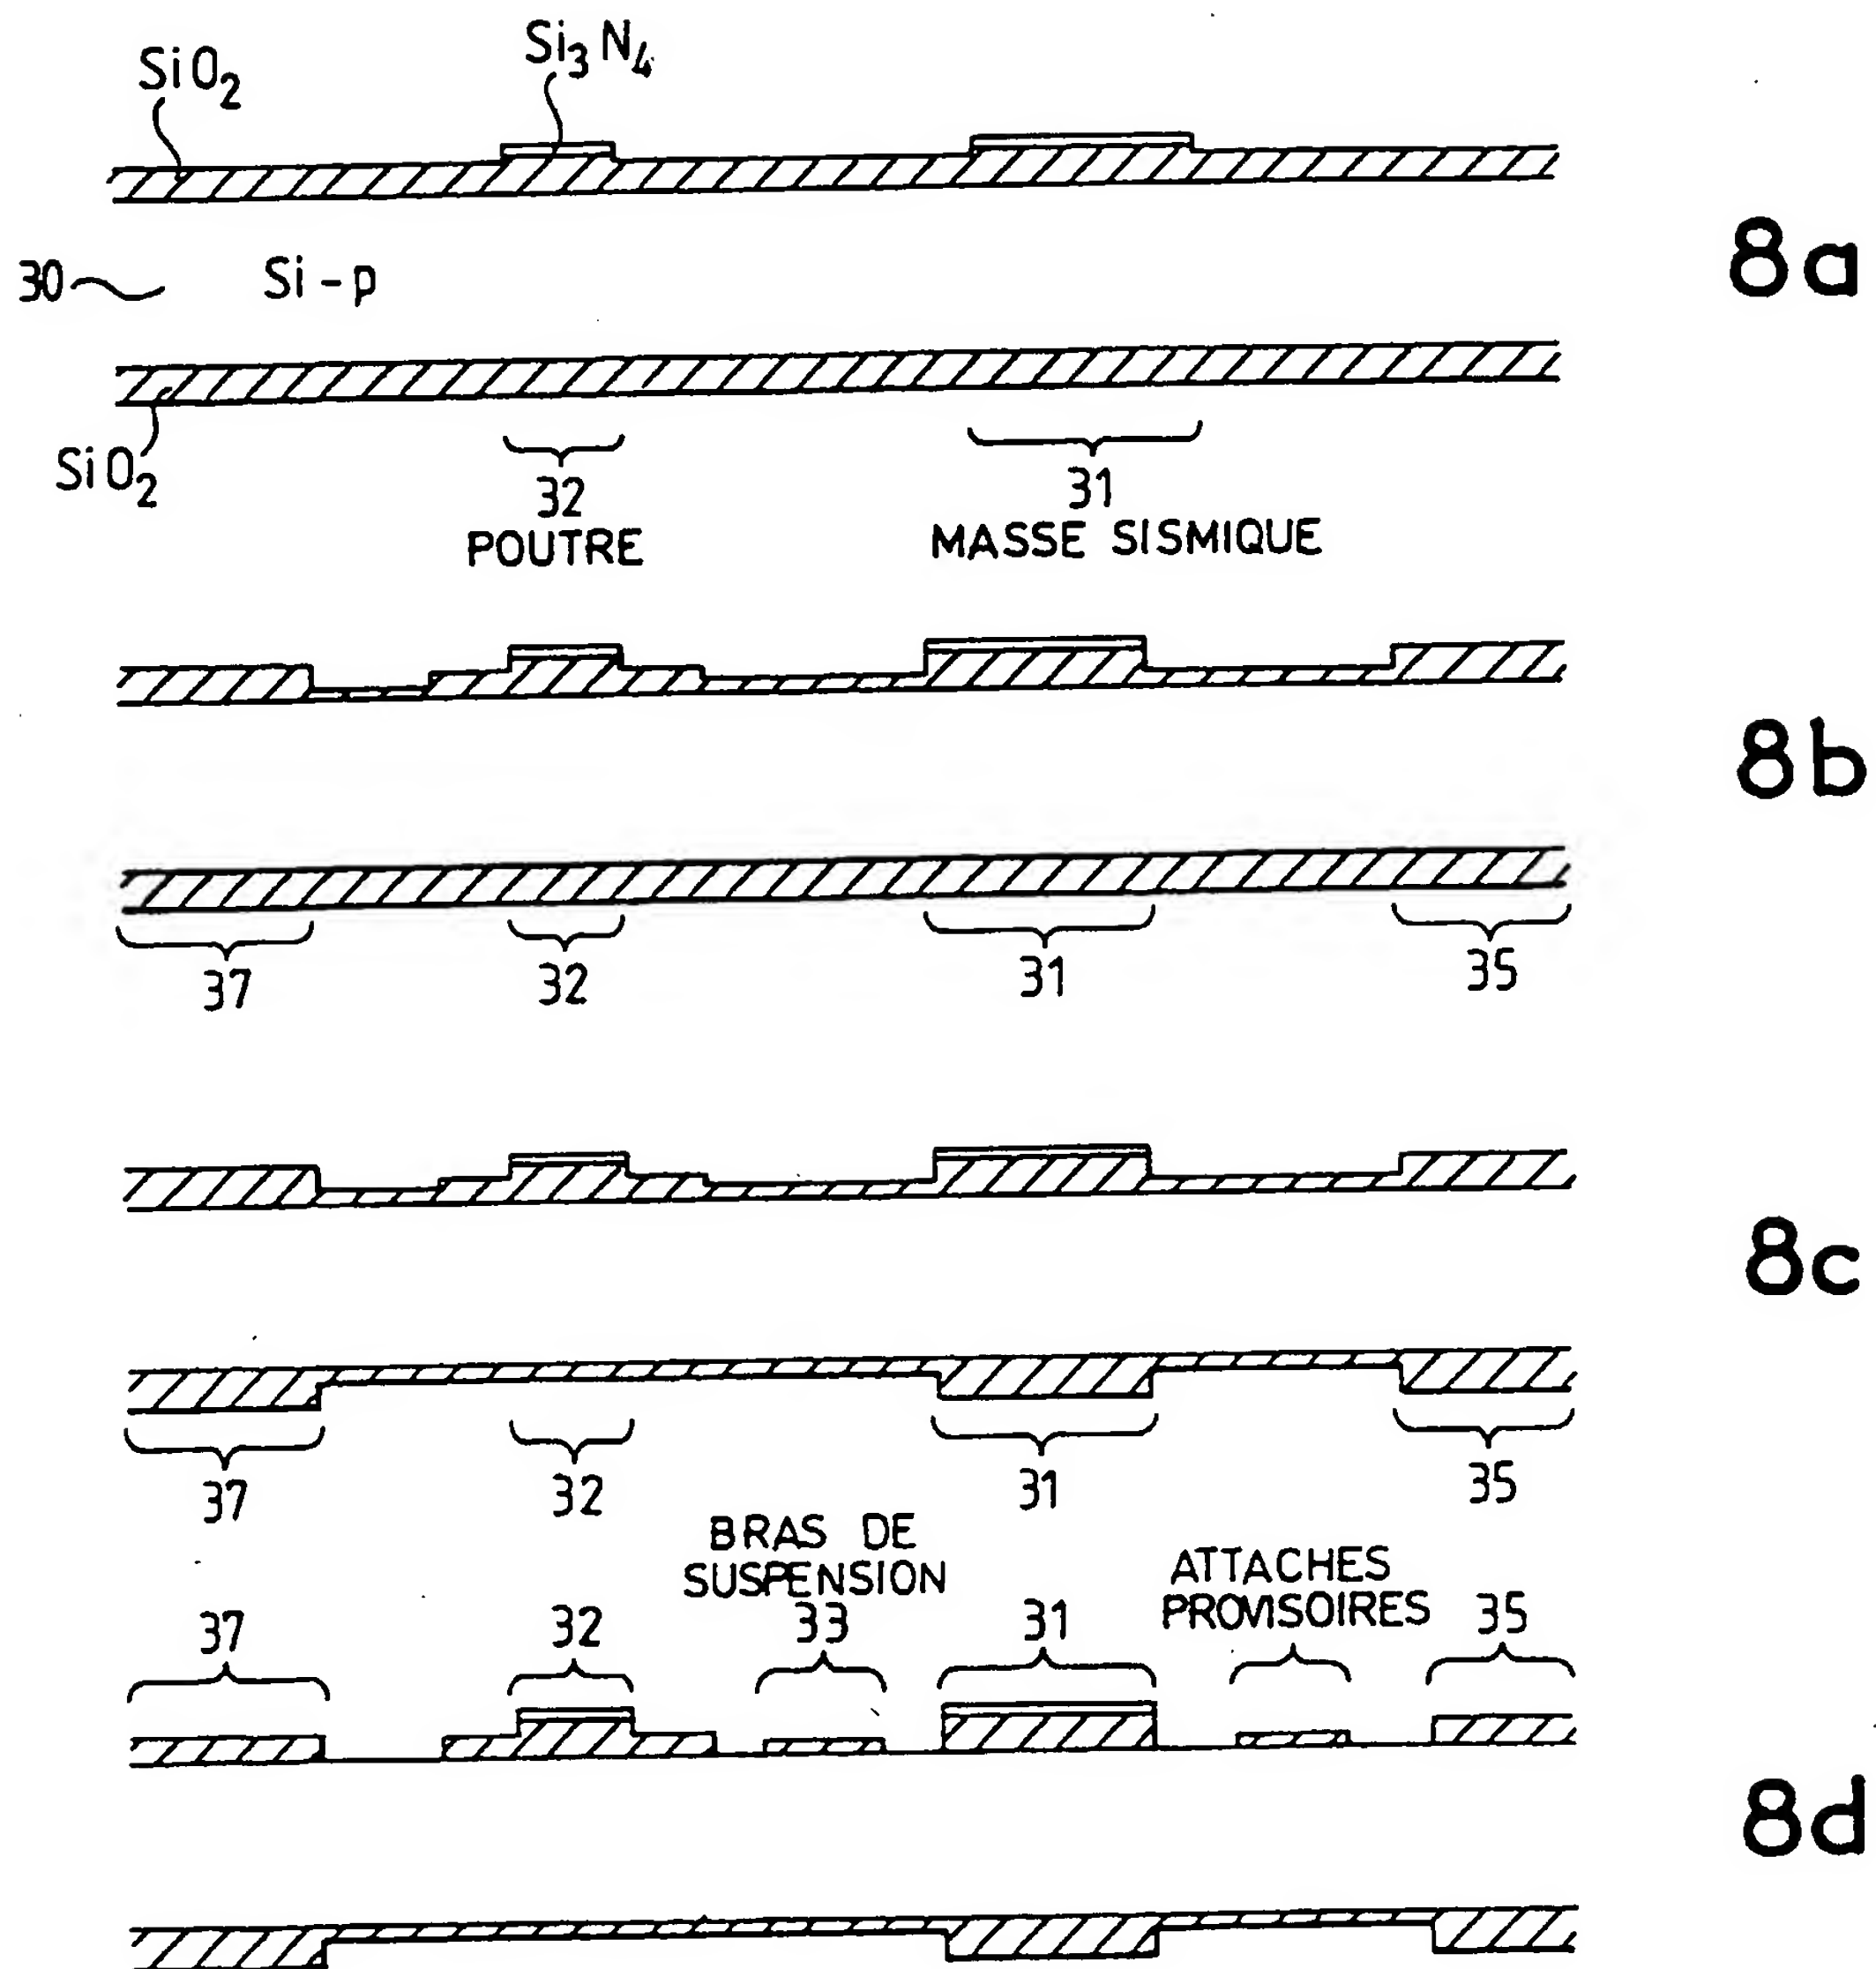 SiO₂
Si₃N₄
8a
30
Si-p
SiO₂
32
31
POUTRE
MASSE SISMIQUE
8b
37
32
31
35
8c
37
32
31
35
BRAS DE
SUSPENSION
33
ATTACHES
PROVISOIRES
37
32
31
35
8d